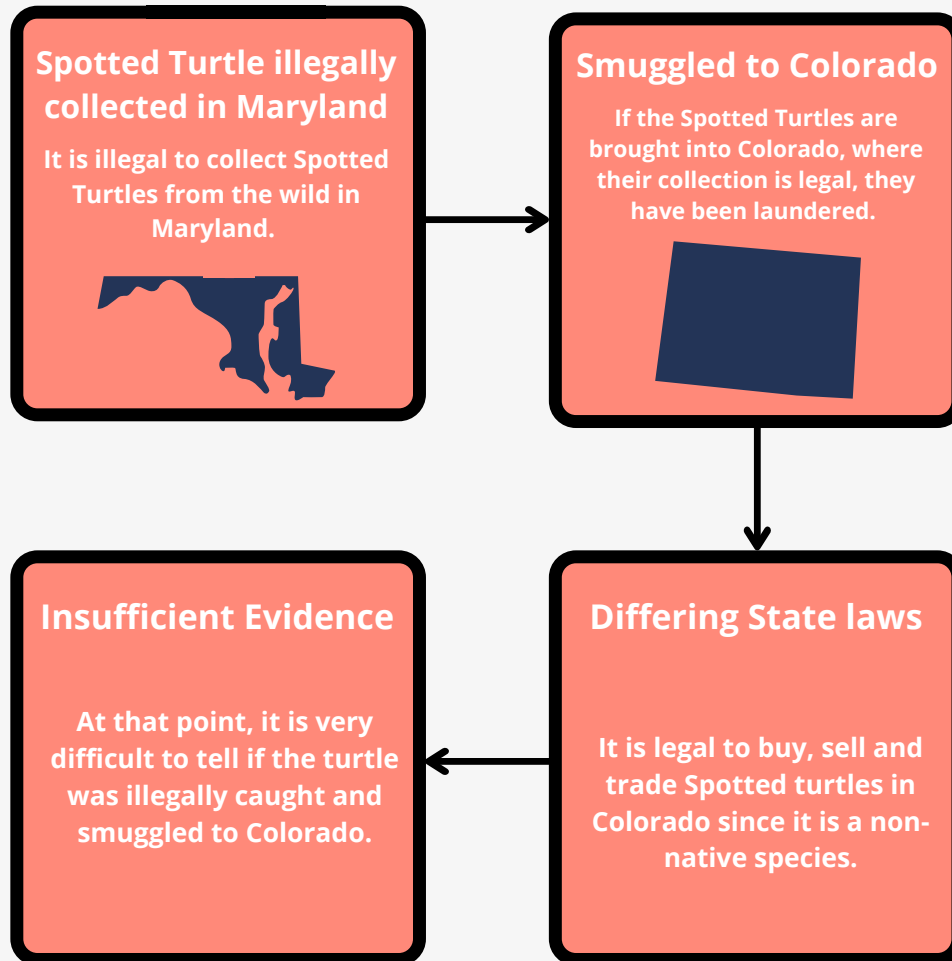 Spotted Turtle illegally
collected in Maryland
It is illegal to collect Spotted
Turtles from the wild in
Maryland.
Smuggled to Colorado
If the Spotted Turtles are
brought into Colorado, where
their collection is legal, they
have been laundered.
Differing State laws
It is legal to buy, sell and
trade Spotted turtles in
Colorado since it is a non-
native species.
Insufficient Evidence
At that point, it is very
difficult to tell if the turtle
was illegally caught and
smuggled to Colorado.